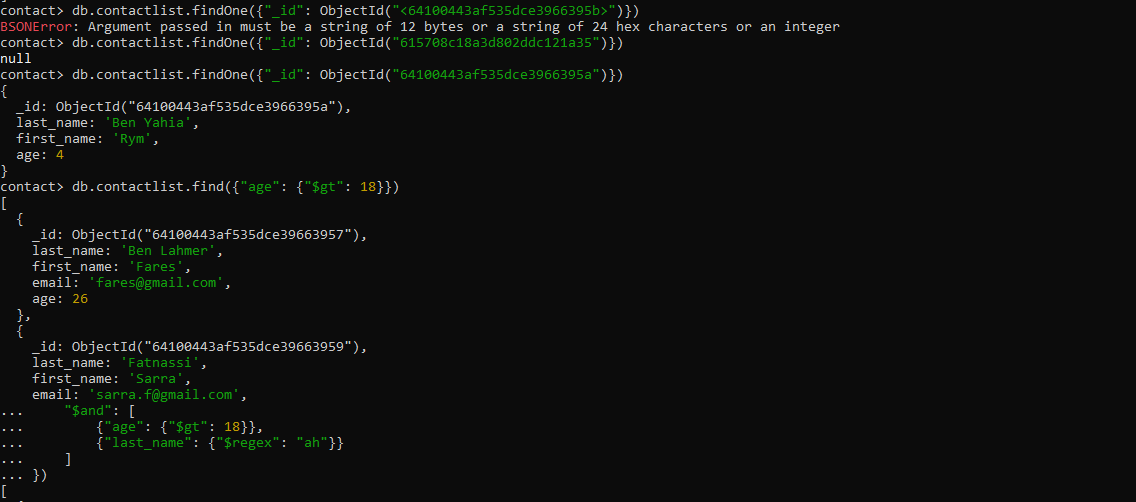 contact> db.contactlist.findOne({"_id": ObjectId("<64100443af535dce3966395b>")})
BSONError: Argument passed in must be a string of 12 bytes or a string of 24 hex characters or an integer
contact> db.contactlist.findOne({"_id": ObjectId("615708c18a3d802ddc121a35")})
null
contact> db.contactlist.findOne({"_id": ObjectId("64100443af535dce3966395a")})
{
  _id: ObjectId("64100443af535dce3966395a"),
  last_name: 'Ben Yahia',
  first_name: 'Rym',
  age: 4
}
contact> db.contactlist.find({"age": {"$gt": 18}})
[
  {
    _id: ObjectId("64100443af535dce39663957"),
    last_name: 'Ben Lahmer',
    first_name: 'Fares',
    email: 'fares@gmail.com',
    age: 26
  },
  {
    _id: ObjectId("64100443af535dce39663959"),
    last_name: 'Fatnassi',
    first_name: 'Sarra',
    email: 'sarra.f@gmail.com',
...     "$and": [
...         {"age": {"$gt": 18}},
...         {"last_name": {"$regex": "ah"}}
...     ]
... })
[